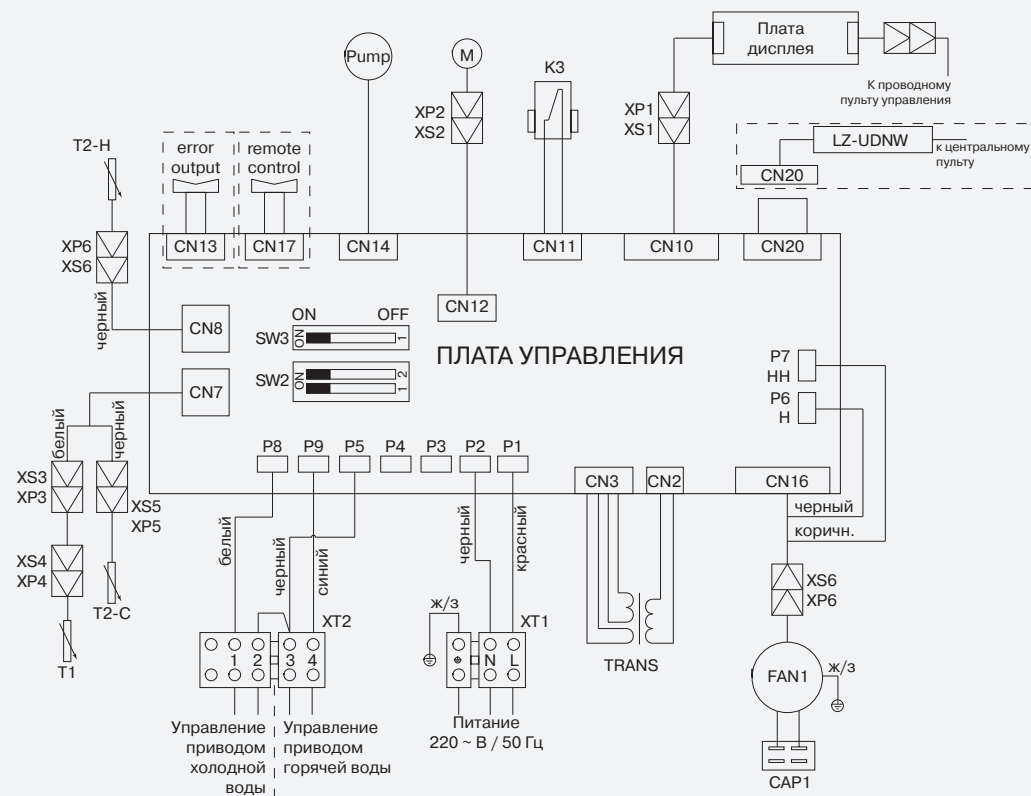 Плата
дисплея
К проводному
пульту управления
LZ-UDNW
к центральному
пульту
CN20
Pump
M
K3
XP2
XS2
XP1
XS1
T2-H
error
output
remote
control
XP6
XS6
черный
CN13
CN17
CN14
CN11
CN10
CN20
CN12
CN8
CN7
ON
OFF
SW3
ON
1
SW2
ON
2
1
ПЛАТА УПРАВЛЕНИЯ
P7
HH
P6
H
белый
черный
XS3
XP3
XS5
XP5
XS4
XP4
T2-C
T1
P8
P9
P5
P4
P3
P2
P1
CN3
CN2
CN16
черный
коричн.
белый
черный
синий
черный
красный
ж/з
XT2
1
2
3
4
XT1
N
L
TRANS
XS6
XP6
FAN1
ж/з
CAP1
Управление
приводом
холодной
воды
Управление
приводом
горячей воды
Питание
220 ~ В / 50 Гц